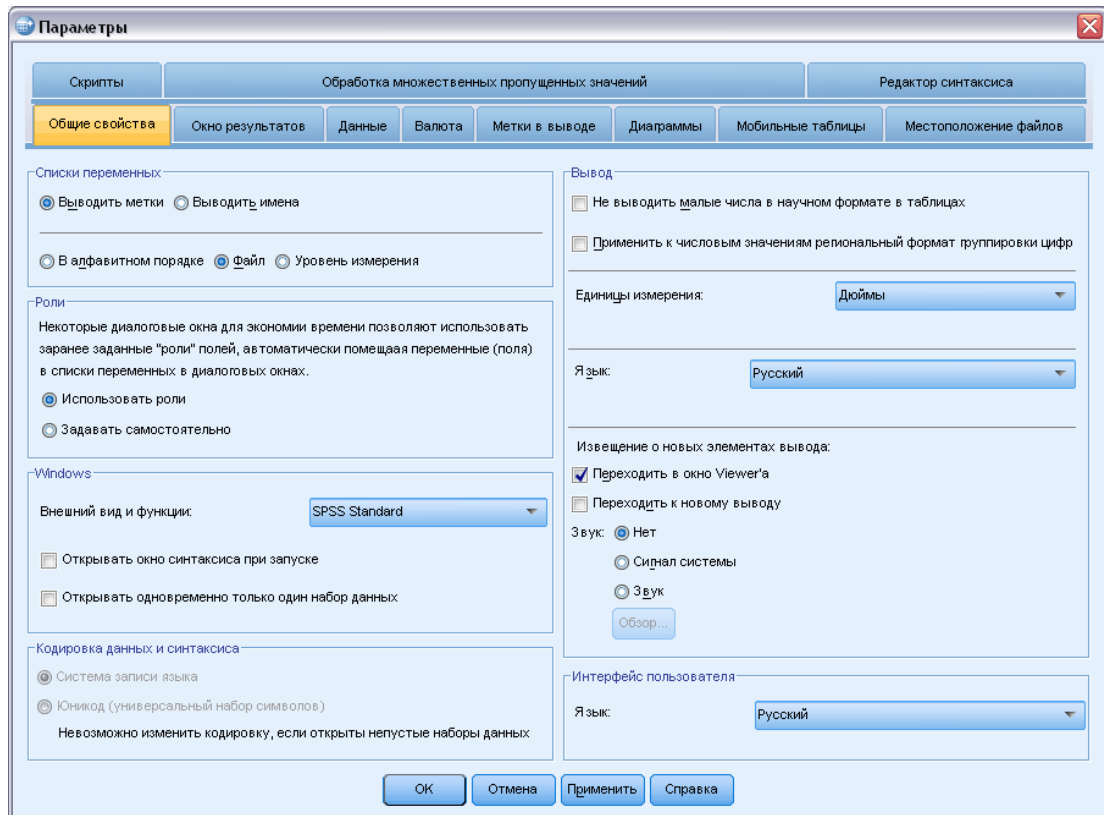 Параметры
Скрипты
Обработка множественных пропущенных значений
Редактор синтаксиса
Общие свойства
Окно результатов
Данные
Валюта
Метки в выводе
Диаграммы
Мобильные таблицы
Местоположение файлов
Списки переменных
Выводить метки
Выводить имена
В алфавитном порядке
Файл
Уровень измерения
Роли
Некоторые диалоговые окна для экономии времени позволяют использовать
заранее заданные "роли" полей, автоматически помещаая переменные (поля)
в списки переменных в диалоговых окнах.
Использовать роли
Задавать самостоятельно
Windows
Внешний вид и функции:
SPSS Standard
Открывать окно синтаксиса при запуске
Открывать одновременно только один набор данных
Кодировка данных и синтаксиса
Система записи языка
Юникод (универсальный набор символов)
Невозможно изменить кодировку, если открыты непустые наборы данных
Вывод
Не выводить малые числа в научном формате в таблицах
Применить к числовым значениям региональный формат группировки цифр
Единицы измерения:
Дюймы
Язык:
Русский
Извещение о новых элементах вывода:
Переходить в окно Viewer'а
Переходить к новому выводу
Звук:
Нет
Сигнал системы
Звук
Обзор...
Интерфейс пользователя
Язык:
Русский
OK
Отмена
Применить
Справка